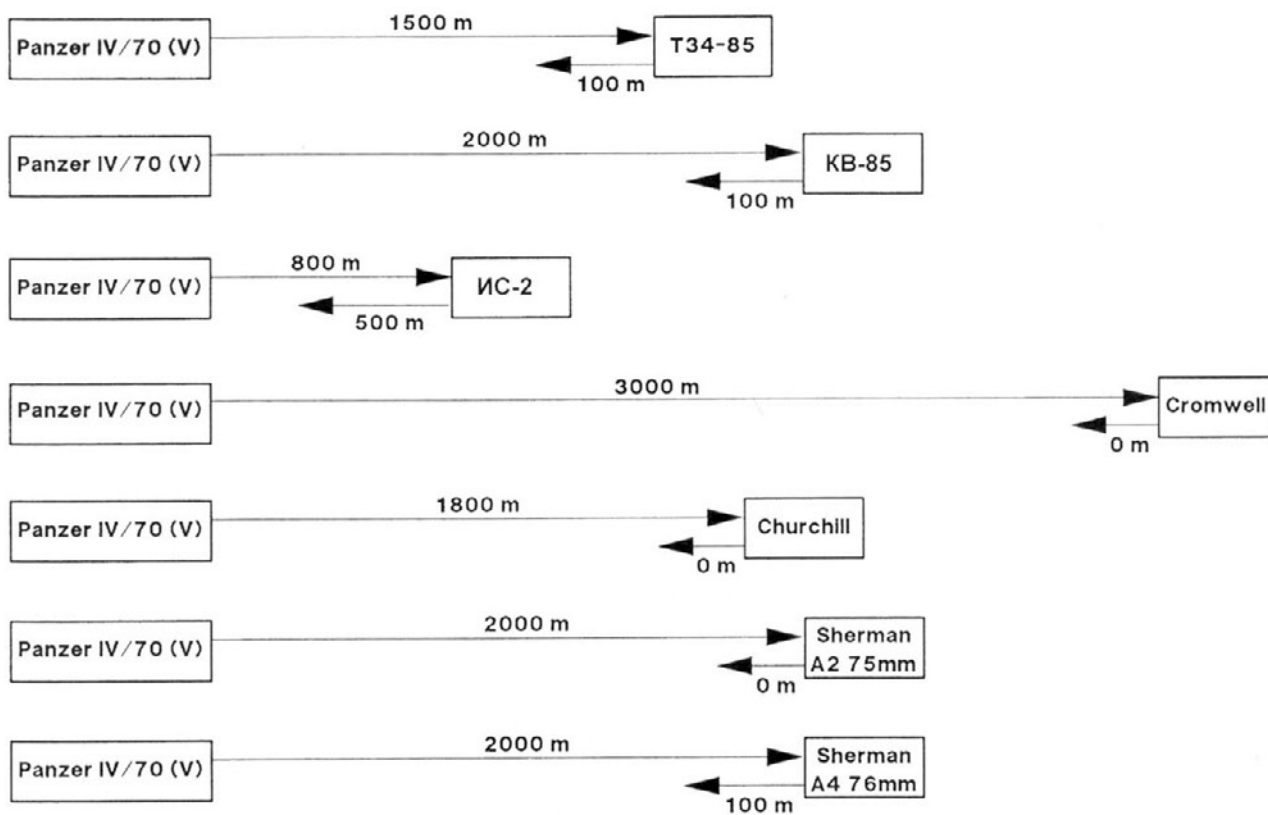 Panzer IV/70 (V)
1500 m
T34-85
100 m
Panzer IV/70 (V)
2000 m
КВ-85
100 m
Panzer IV/70 (V)
800 m
ИС-2
500 m
Panzer IV/70 (V)
3000 m
Cromwell
0 m
Panzer IV/70 (V)
1800 m
Churchill
0 m
Panzer IV/70 (V)
2000 m
Sherman
A2 75mm
0 m
Panzer IV/70 (V)
2000 m
Sherman
A4 76mm
100 m